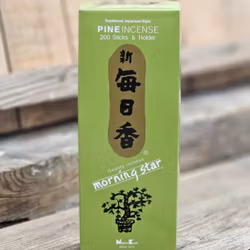 Traditional Japanese Style
PINE INCENSE
200 Sticks & Holder
新
毎
日
香
morning star